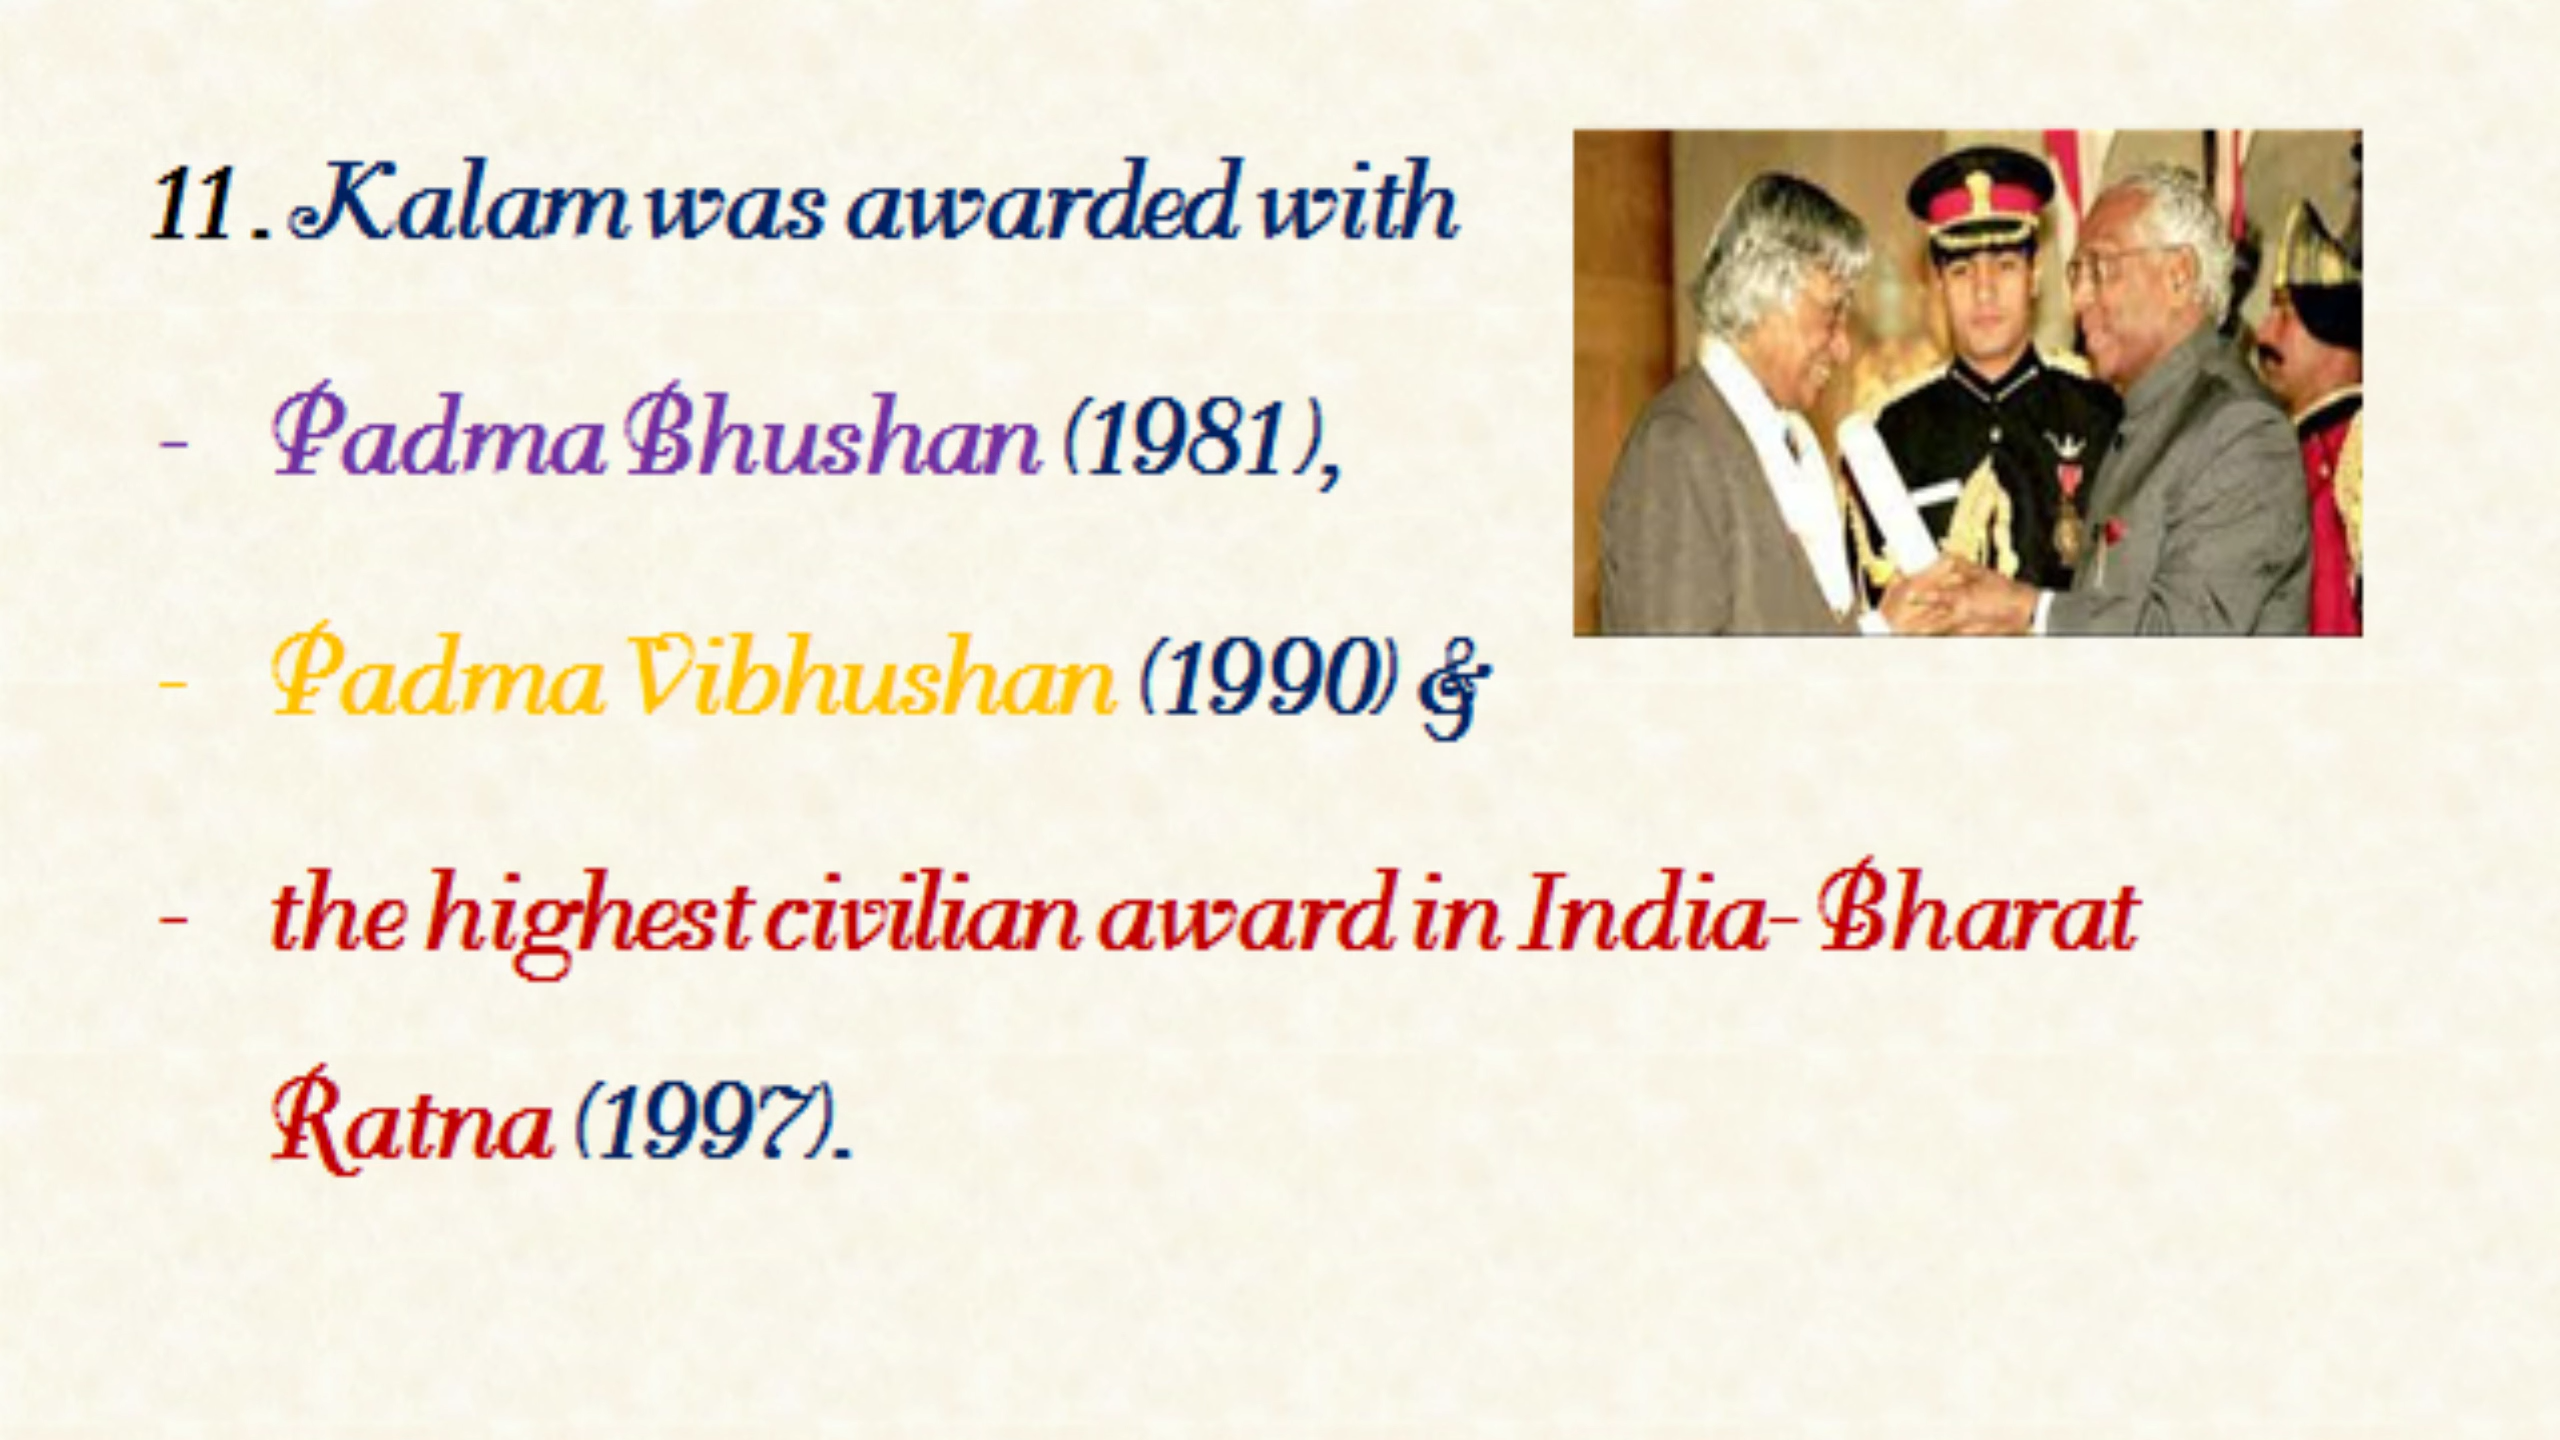 11. Kalam was awarded with
- Padma Bhushan (1981),
- Padma Vibhushan (1990) &
- the highest civilian award in India- Bharat
Ratna (1997).